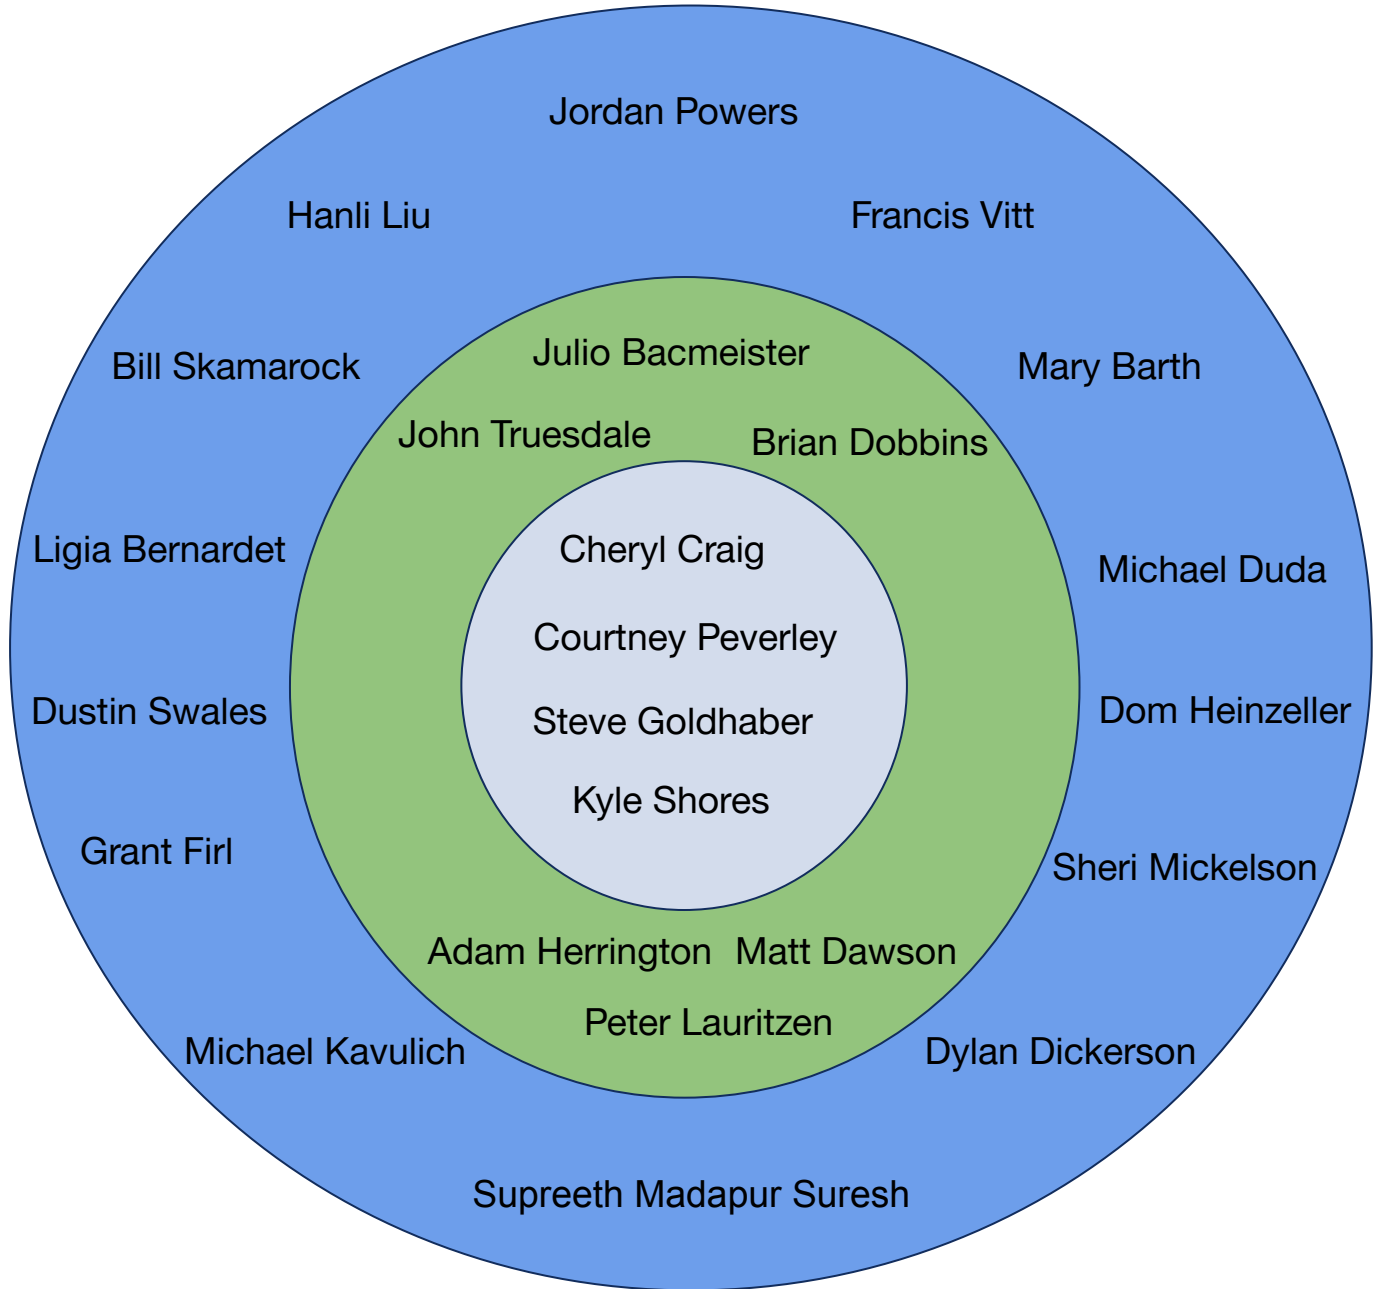 Jordan Powers
Hanli Liu
Francis Vitt
Julio Bacmeister
Bill Skamarock
Mary Barth
John Truesdale
Brian Dobbins
Cheryl Craig
Ligia Bernardet
Michael Duda
Courtney Peverley
Dustin Swales
Steve Goldhaber
Dom Heinzeller
Kyle Shores
Grant Firl
Sheri Mickelson
Adam Herrington
Matt Dawson
Peter Lauritzen
Michael Kavulich
Dylan Dickerson
Supreeth Madapur Suresh